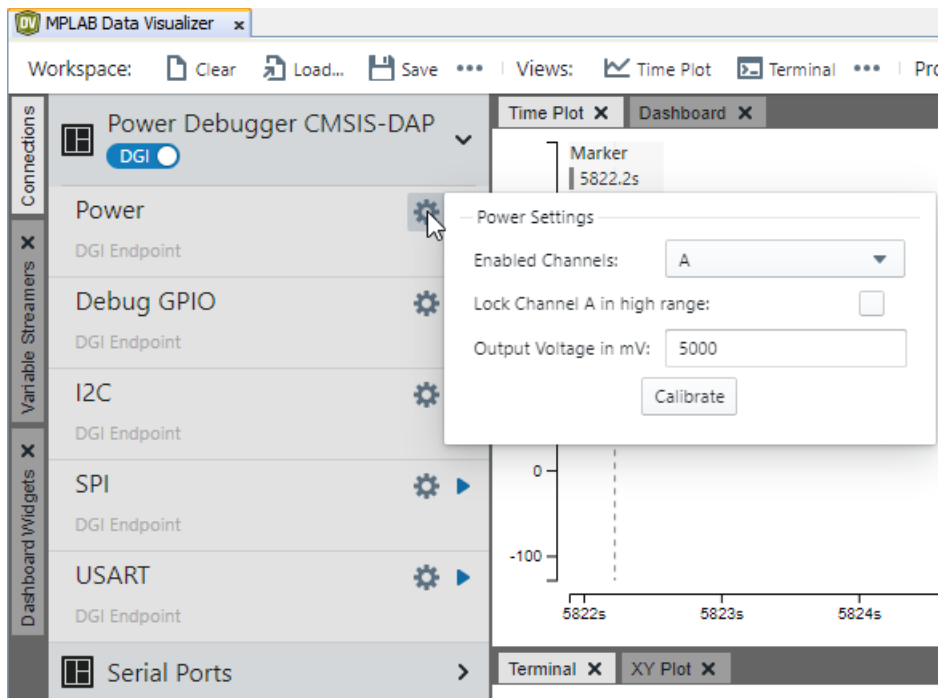 DV MPLAB Data Visualizer x
Workspace: Clear Load... Save ••• Views: Time Plot Terminal •••
Connections
Variable Streamers
Dashboard Widgets
Power Debugger CMSIS-DAP
DGI
Power
DGI Endpoint
Debug GPIO
DGI Endpoint
I2C
DGI Endpoint
SPI
DGI Endpoint
USART
DGI Endpoint
Serial Ports
Time Plot Dashboard
Marker
5822.2s
Power Settings
Enabled Channels: A
Lock Channel A in high range:
Output Voltage in mV: 5000
Calibrate
0
-100
5822s 5823s 5824s
Terminal XY Plot